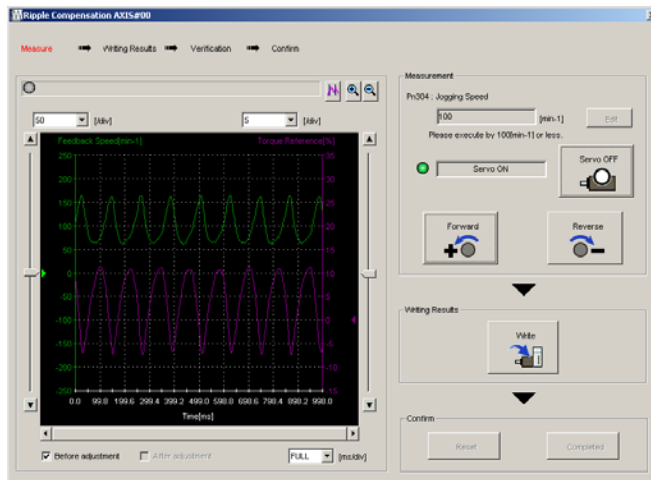 Ripple Compensation AXIS#00
Measure Writing Results Verification Confirm
50 [/div] 5 [/div]
Feedback Speed[min-1] Torque Reference[%]
250 35
200 30
150 25
100 20
50 15
0 10
-50 5
-100 0
-150 -5
-200 -10
-250 -15
0.0 99.8 199.6 299.4 399.2 499.0 598.8 698.6 798.4 898.2 998.0
Time[ms]
Before adjustment After adjustment FULL [ms/div]
Measurement
Pn304 : Jogging Speed
100 [min-1] Edit
Please execute by 100[min-1] or less.
Servo ON Servo OFF
Forward Reverse
Writing Results
Write
Confirm
Reset Completed